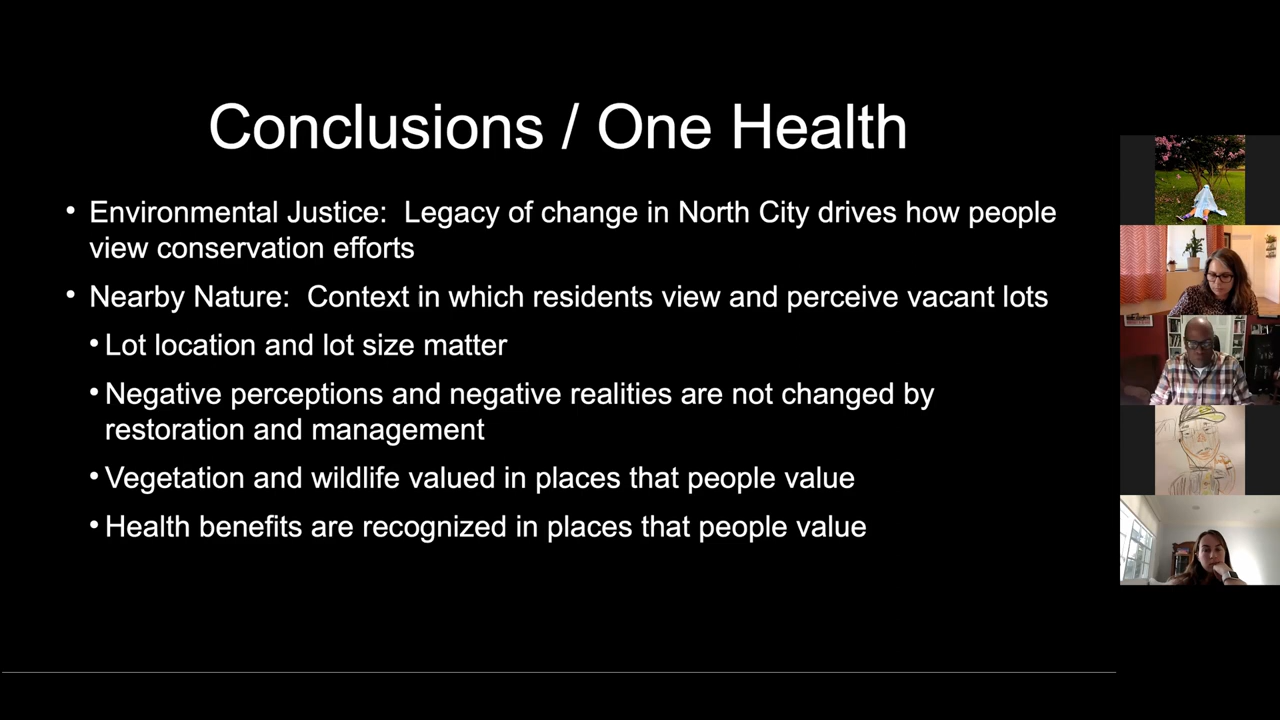 Conclusions / One Health
• Environmental Justice:  Legacy of change in North City drives how people
view conservation efforts
• Nearby Nature:  Context in which residents view and perceive vacant lots
• Lot location and lot size matter
• Negative perceptions and negative realities are not changed by
restoration and management
• Vegetation and wildlife valued in places that people value
• Health benefits are recognized in places that people value